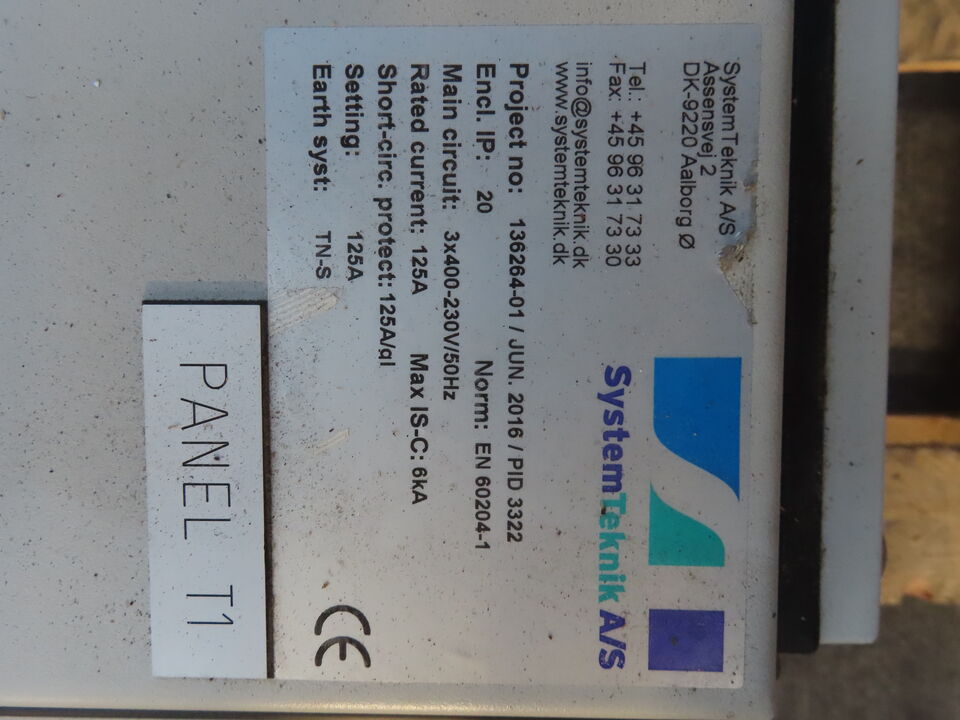 SystemTeknik A/S
Assensvej 2
DK-9220 Aalborg Ø
Tel.: +45 96 31 73 33
Fax: +45 96 31 73 30
info@systemteknik.dk
www.systemteknik.dk
SystemTeknik A/S
Project no: 136264-01 / JUN. 2016 / PID 3322
Encl. IP: 20 Norm: EN 60204-1
Main circuit: 3x400-230V/50Hz
Rated current: 125A Max IS-C: 6kA
Short-circ. protect: 125A/gl
Setting: 125A
Earth syst: TN-S
CE
PANEL T1